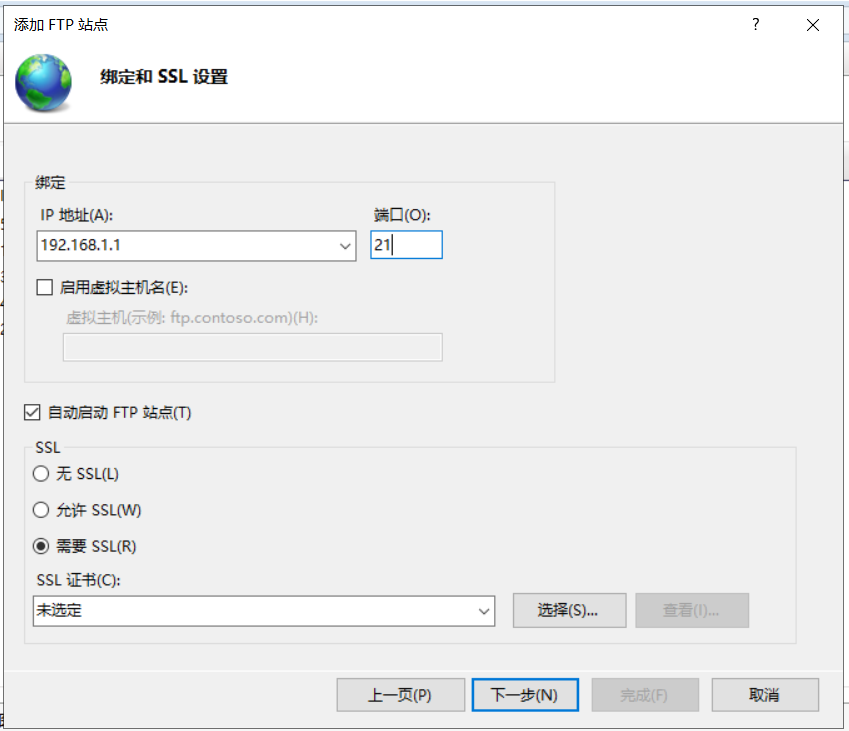 添加 FTP 站点
绑定和 SSL 设置
绑定
IP 地址(A): 端口(O):
192.168.1.1 21
启用虚拟主机名(E):
虚拟主机(示例: ftp.contoso.com)(H):
自动启动 FTP 站点(T)
SSL
无 SSL(L)
允许 SSL(W)
需要 SSL(R)
SSL 证书(C):
未选定 选择(S)... 查看(I)...
上一页(P) 下一步(N) 完成(F) 取消